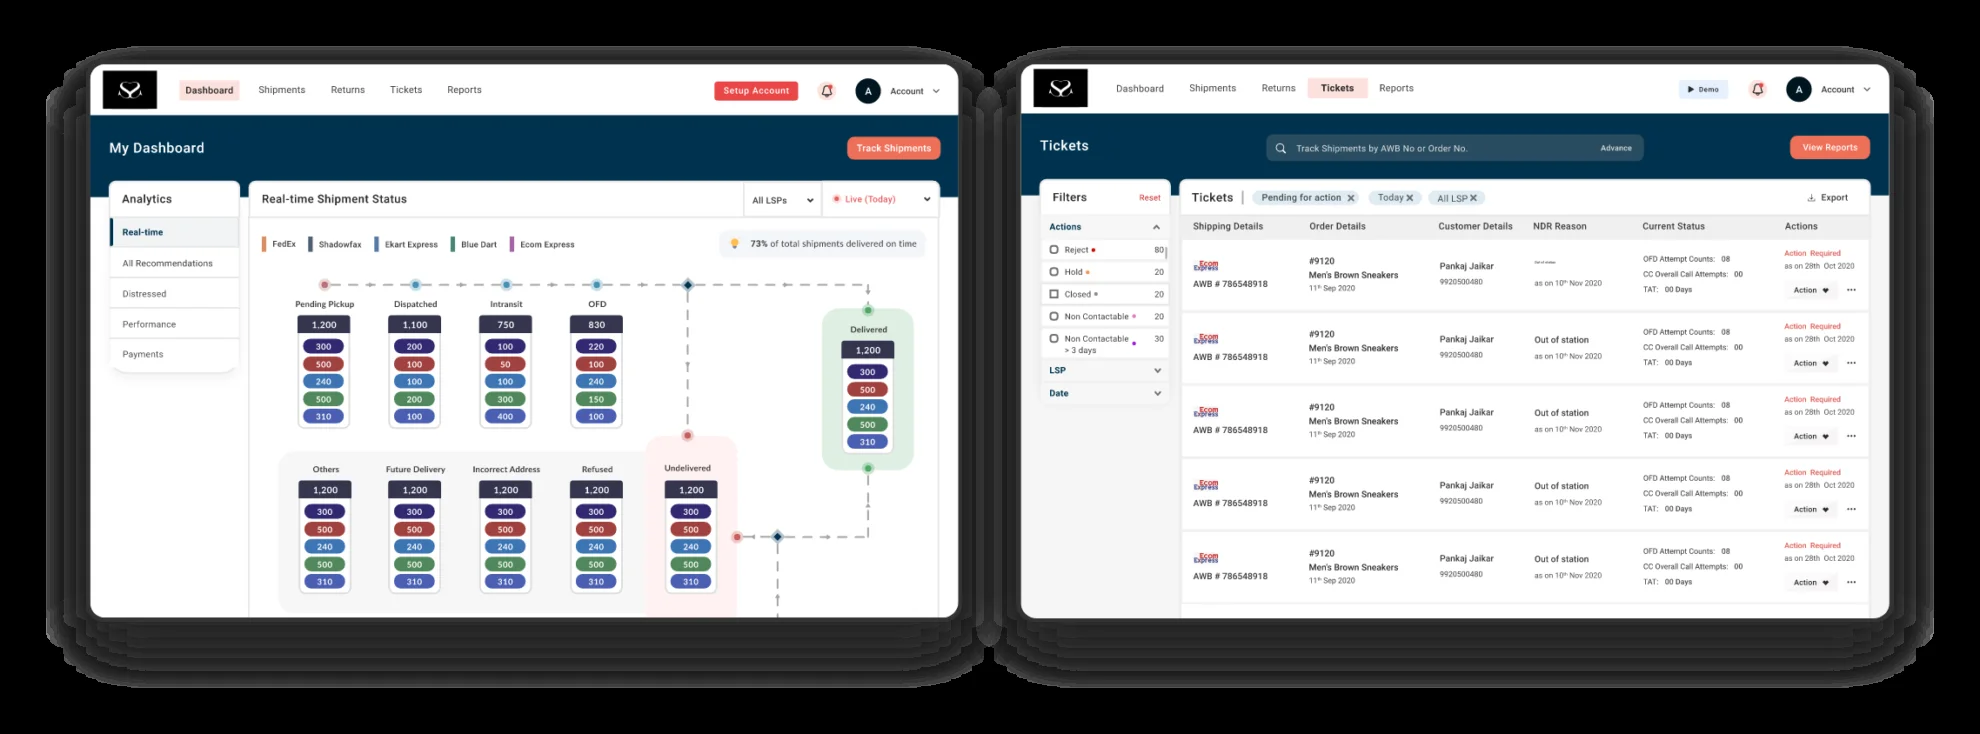 Dashboard Shipments Returns Tickets Reports Setup Account A Account
My Dashboard Track Shipments
Analytics
Real-time
All Recommendations
Distressed
Performance
Payments
Real-time Shipment Status All LSPs Live (Today)
FedEx Shadowfax Ekart Express Blue Dart Ecom Express 73% of total shipments delivered on time
Pending Pickup Dispatched Intransit OFD
1,200 1,100 750 830
300 200 100 220
500 100 50 100
240 100 100 240
500 200 300 150
310 100 400 100
Delivered
1,200
300
500
240
500
310
Others Future Delivery Incorrect Address Refused Undelivered
1,200 1,200 1,200 1,200 1,200
300 300 300 300 300
500 500 500 500 500
240 240 240 240 240
500 500 500 500 500
310 310 310 310 310
Dashboard Shipments Returns Tickets Reports Demo A Account
Tickets Track Shipments by AWB No or Order No. Advance View Reports
Filters Reset
Actions
Reject 80
Hold 20
Closed 20
Non Contactable 20
Non Contactable 30
> 3 days
LSP
Date
Tickets Pending for action Today All LSP Export
Shipping Details Order Details Customer Details NDR Reason Current Status Actions
Ecom Express
AWB # 786548918
#9120
Men's Brown Sneakers
11th Sep 2020
Pankaj Jaikar
9920500480
as on 10th Nov 2020
OFD Attempt Counts: 08
CC Overall Call Attempts: 00
TAT: 00 Days
Action Required
as on 28th Oct 2020
Action
Ecom Express
AWB # 786548918
#9120
Men's Brown Sneakers
11th Sep 2020
Pankaj Jaikar
9920500480
Out of station
as on 10th Nov 2020
OFD Attempt Counts: 08
CC Overall Call Attempts: 00
TAT: 00 Days
Action Required
as on 28th Oct 2020
Action
Ecom Express
AWB # 786548918
#9120
Men's Brown Sneakers
11th Sep 2020
Pankaj Jaikar
9920500480
Out of station
as on 10th Nov 2020
OFD Attempt Counts: 08
CC Overall Call Attempts: 00
TAT: 00 Days
Action Required
as on 28th Oct 2020
Action
Ecom Express
AWB # 786548918
#9120
Men's Brown Sneakers
11th Sep 2020
Pankaj Jaikar
9920500480
Out of station
as on 10th Nov 2020
OFD Attempt Counts: 08
CC Overall Call Attempts: 00
TAT: 00 Days
Action Required
as on 28th Oct 2020
Action
Ecom Express
AWB # 786548918
#9120
Men's Brown Sneakers
11th Sep 2020
Pankaj Jaikar
9920500480
Out of station
as on 10th Nov 2020
OFD Attempt Counts: 08
CC Overall Call Attempts: 00
TAT: 00 Days
Action Required
as on 28th Oct 2020
Action